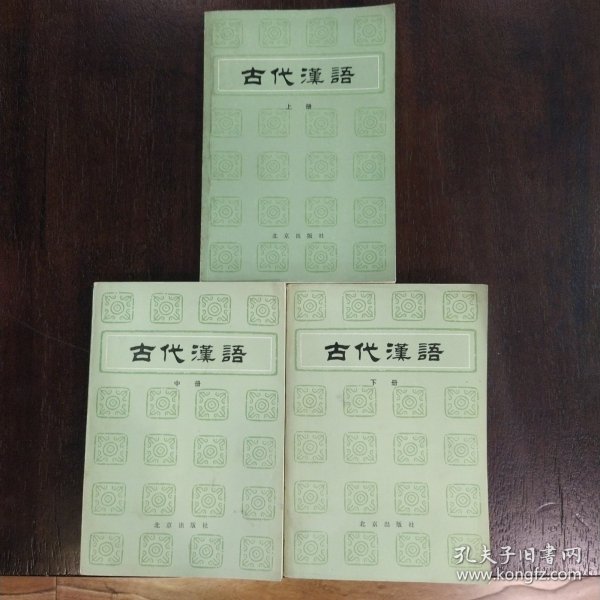 古代漢語
上 册
北京出版社
古代漢語
中 册
北京出版社
古代漢語
下 册
北京出版社
孔夫子旧書网
www.kongfz.com